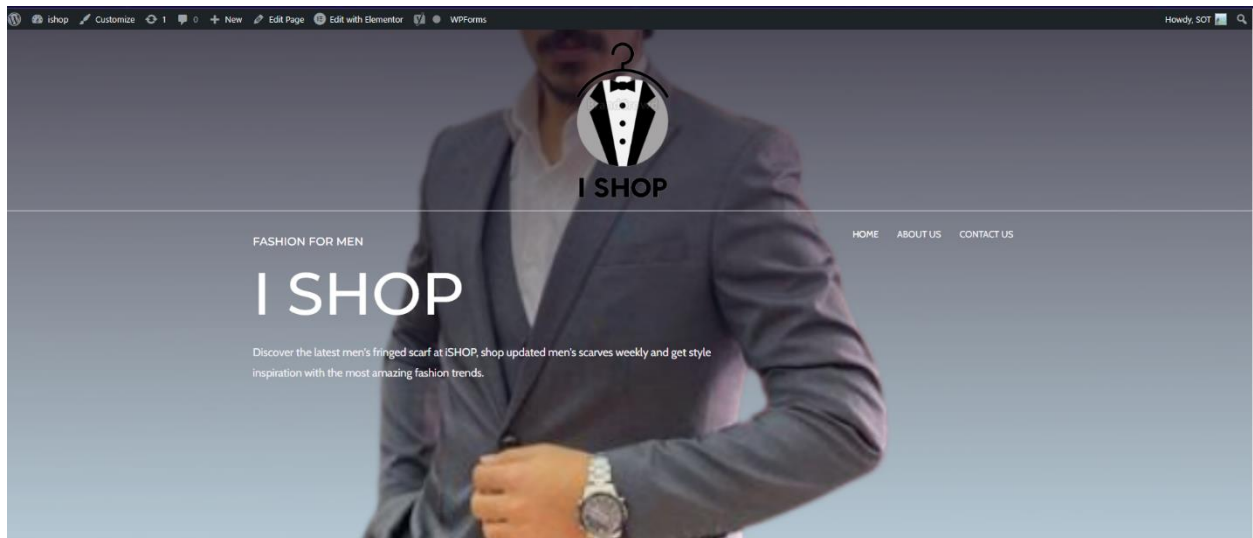 ishop Customize 1 0 New Edit Page Edit with Elementor WPForms Howdy, SOT
I SHOP
HOME ABOUT US CONTACT US
FASHION FOR MEN
I SHOP
Discover the latest men's fringed scarf at iSHOP, shop updated men's scarves weekly and get style
inspiration with the most amazing fashion trends.